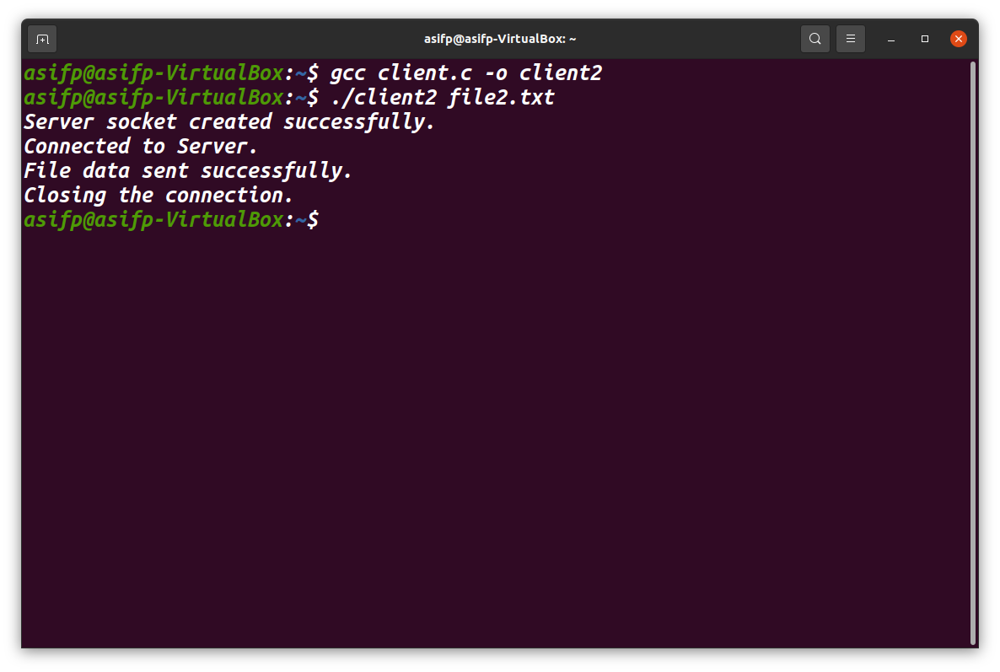 asifp@asifp-VirtualBox: ~
asifp@asifp-VirtualBox:~$ gcc client.c -o client2
asifp@asifp-VirtualBox:~$ ./client2 file2.txt
Server socket created successfully.
Connected to Server.
File data sent successfully.
Closing the connection.
asifp@asifp-VirtualBox:~$